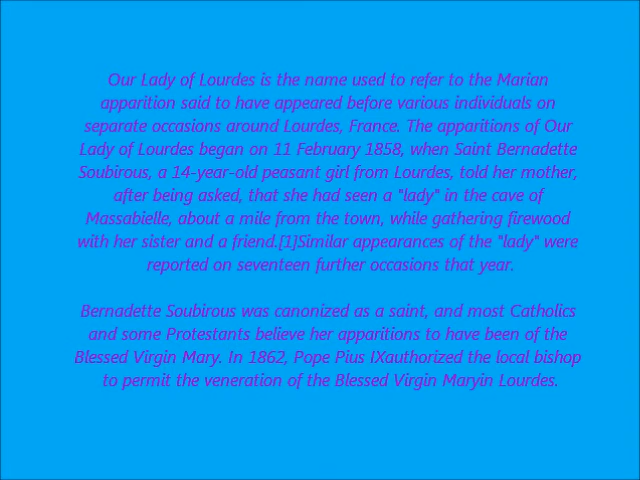 Our Lady of Lourdes is the name used to refer to the Marian
apparition said to have appeared before various individuals on
separate occasions around Lourdes, France. The apparitions of Our
Lady of Lourdes began on 11 February 1858, when Saint Bernadette
Soubirous, a 14-year-old peasant girl from Lourdes, told her mother,
after being asked, that she had seen a "lady" in the cave of
Massabielle, about a mile from the town, while gathering firewood
with her sister and a friend.[1]Similar appearances of the "lady" were
reported on seventeen further occasions that year.
Bernadette Soubirous was canonized as a saint, and most Catholics
and some Protestants believe her apparitions to have been of the
Blessed Virgin Mary. In 1862, Pope Pius IXauthorized the local bishop
to permit the veneration of the Blessed Virgin Maryin Lourdes.